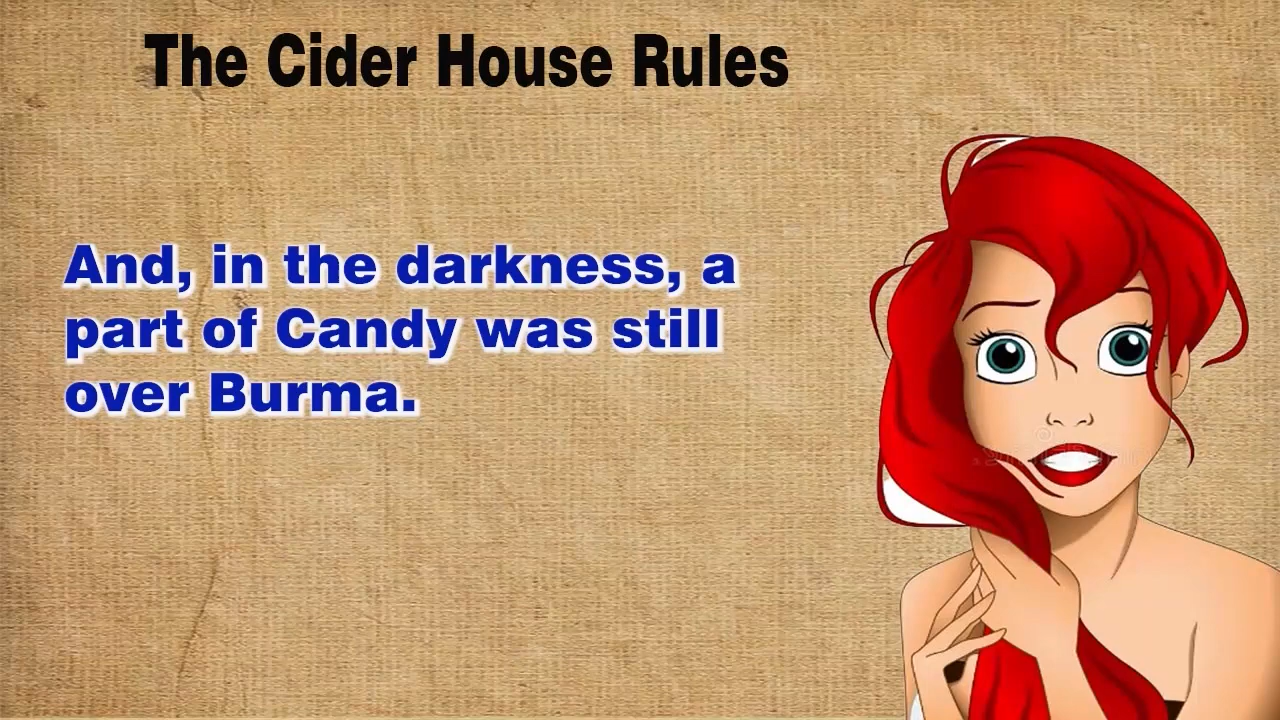 The Cider House Rules
And, in the darkness, a
part of Candy was still
over Burma.